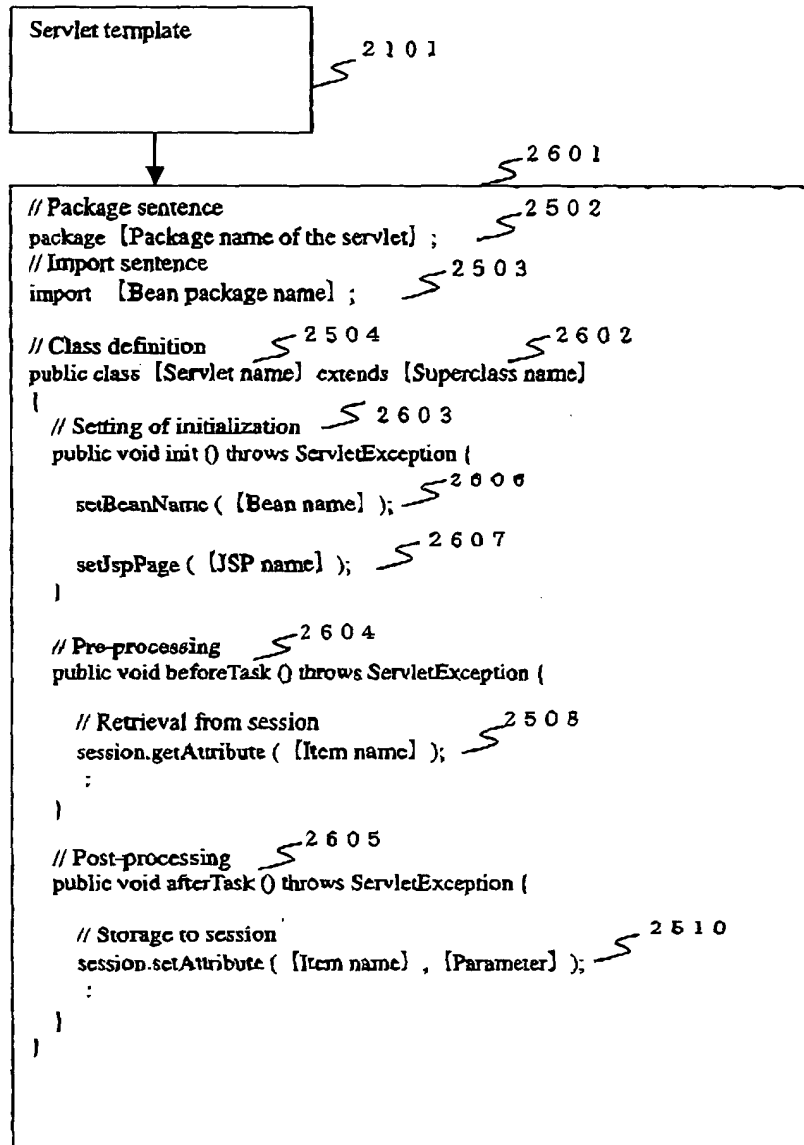 Servlet template
2101
2601
// Package sentence
2502
package [Package name of the servlet] ;
// Import sentence
2503
import [Bean package name] ;
// Class definition
2504
2602
public class [Servlet name] extends [Superclass name]
{
// Setting of initialization
2603
public void init () throws ServletException {
setBeanName ( [Bean name] );
2606
setJspPage ( [JSP name] );
2607
}
// Pre-processing
2604
public void beforeTask () throws ServletException {
// Retrieval from session
2508
session.getAttribute ( [Item name] );
:
}
// Post-processing
2605
public void afterTask () throws ServletException {
// Storage to session
2510
session.setAttribute ( [Item name] , [Parameter] );
:
}
}